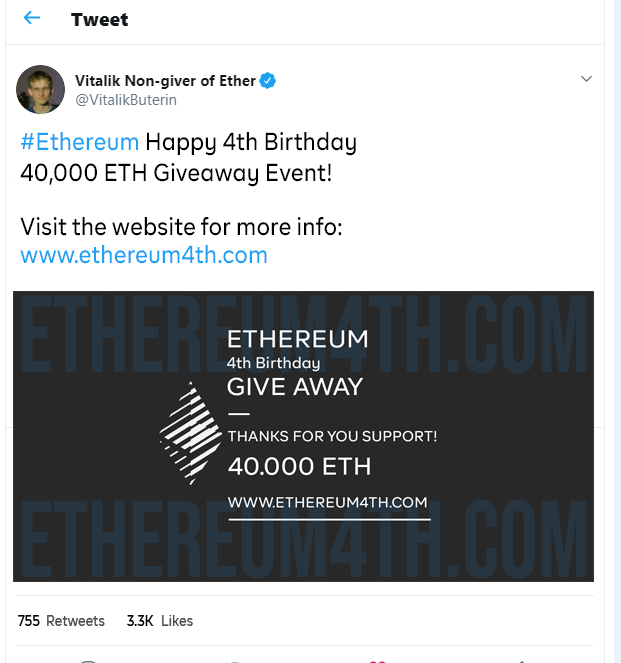 Tweet
Vitalik Non-giver of Ether
@VitalikButerin
#Ethereum Happy 4th Birthday
40,000 ETH Giveaway Event!
Visit the website for more info:
www.ethereum4th.com
ETHEREUM4TH.COM
ETHEREUM
4th Birthday
GIVE AWAY
THANKS FOR YOU SUPPORT!
40.000 ETH
WWW.ETHEREUM4TH.COM
ETHEREUM4TH.COM
755 Retweets 3.3K Likes